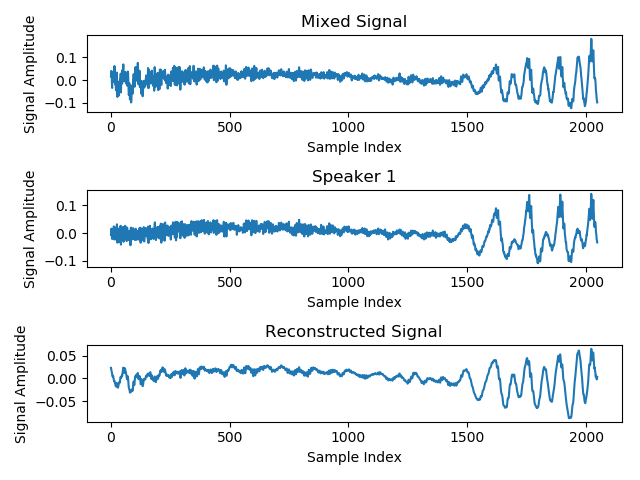 Mixed Signal
Signal Amplitude
0.1
0.0
−0.1
0 500 1000 1500 2000
Sample Index
Speaker 1
Signal Amplitude
0.1
0.0
−0.1
0 500 1000 1500 2000
Sample Index
Reconstructed Signal
Signal Amplitude
0.05
0.00
−0.05
0 500 1000 1500 2000
Sample Index